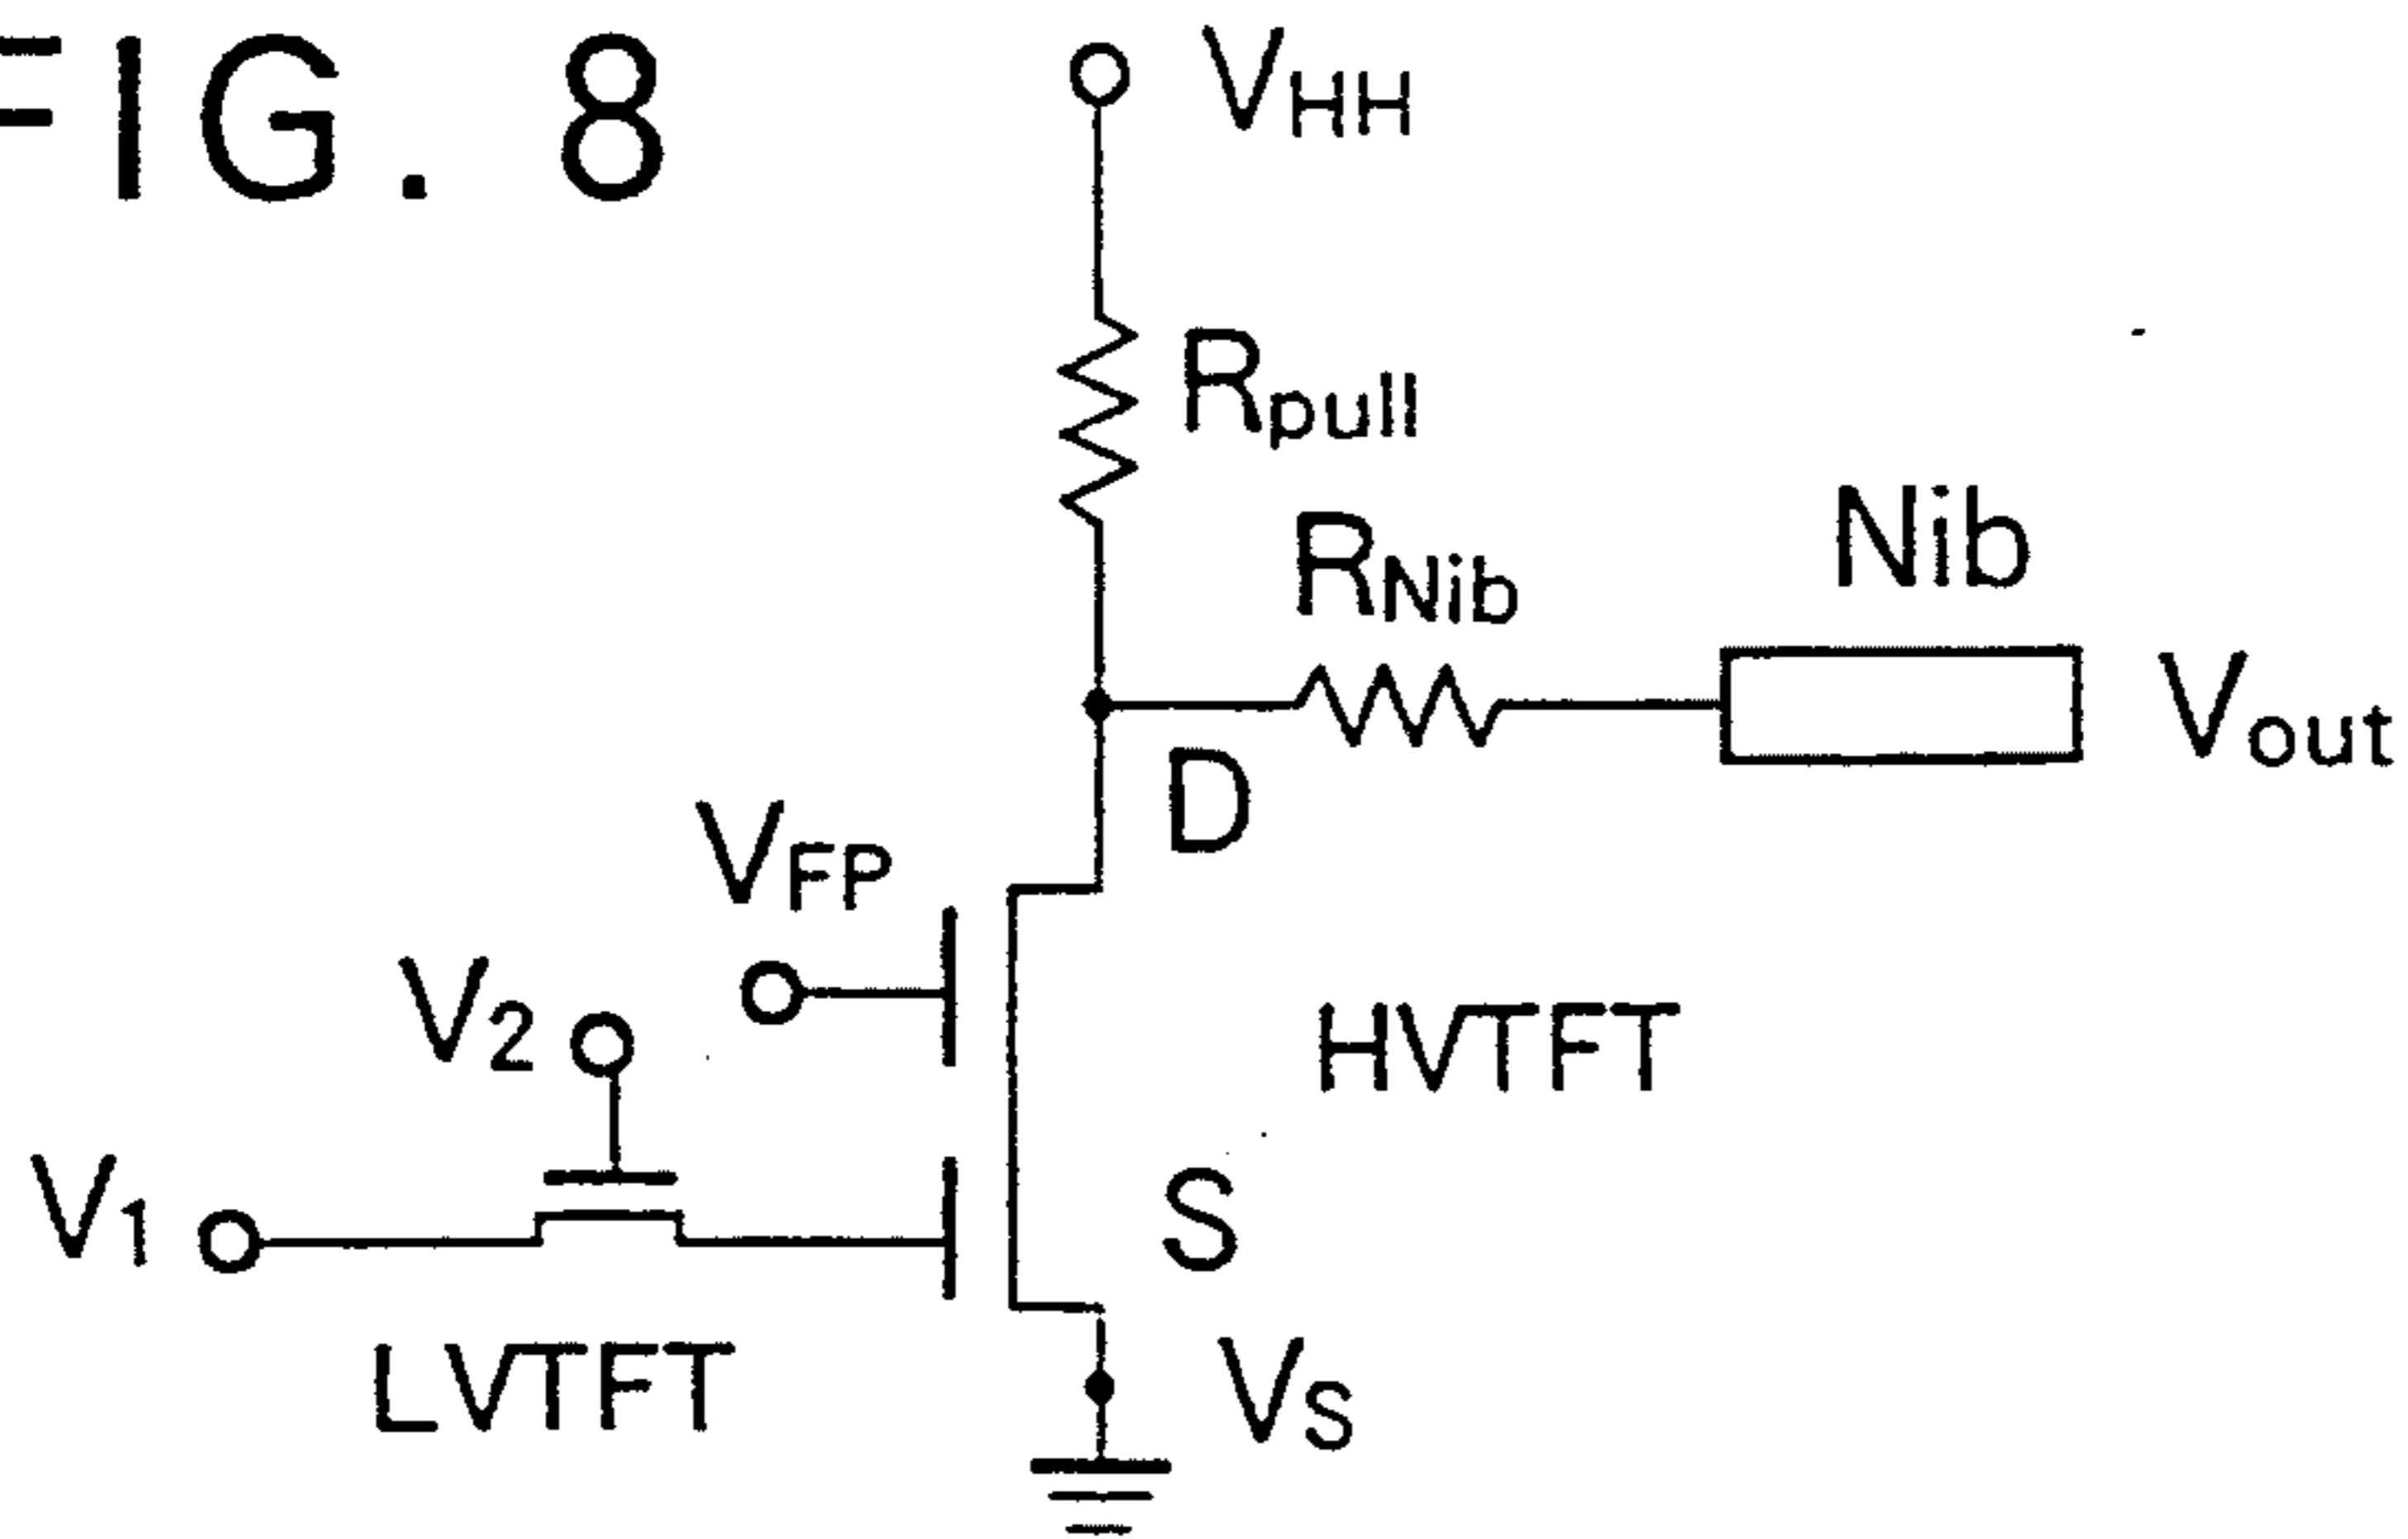 FIG. 8
VHH
Rpull
RNib
Nib
Vout
D
VFP
V2
HVTFT
V1
S
LVTFT
VS